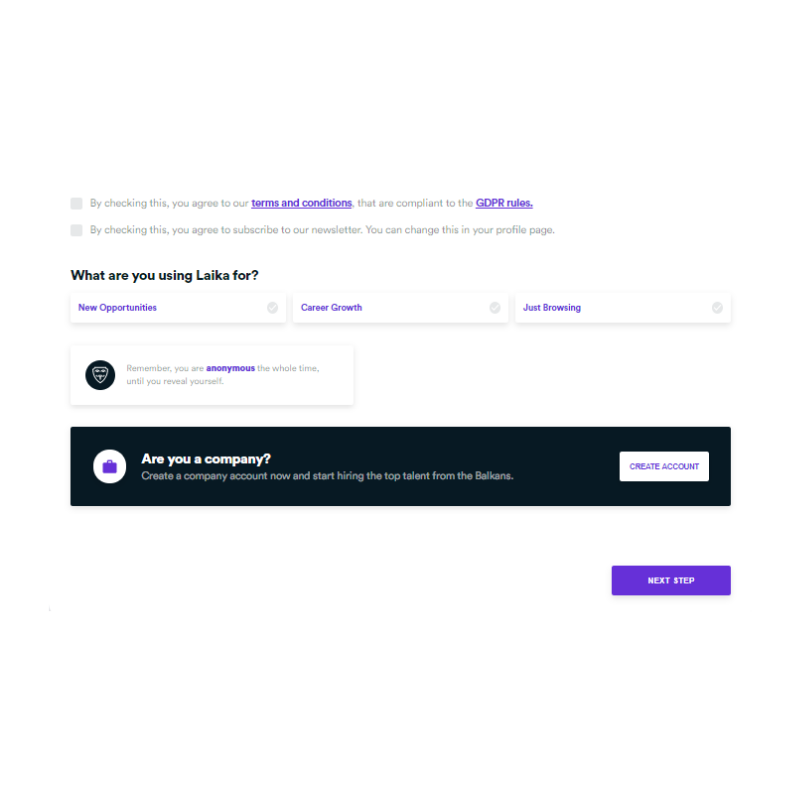 By checking this, you agree to our terms and conditions, that are compliant to the GDPR rules.
By checking this, you agree to subscribe to our newsletter. You can change this in your profile page.
What are you using Laika for?
New Opportunities
Career Growth
Just Browsing
Remember, you are anonymous the whole time,
until you reveal yourself.
Are you a company?
Create a company account now and start hiring the top talent from the Balkans.
CREATE ACCOUNT
NEXT STEP